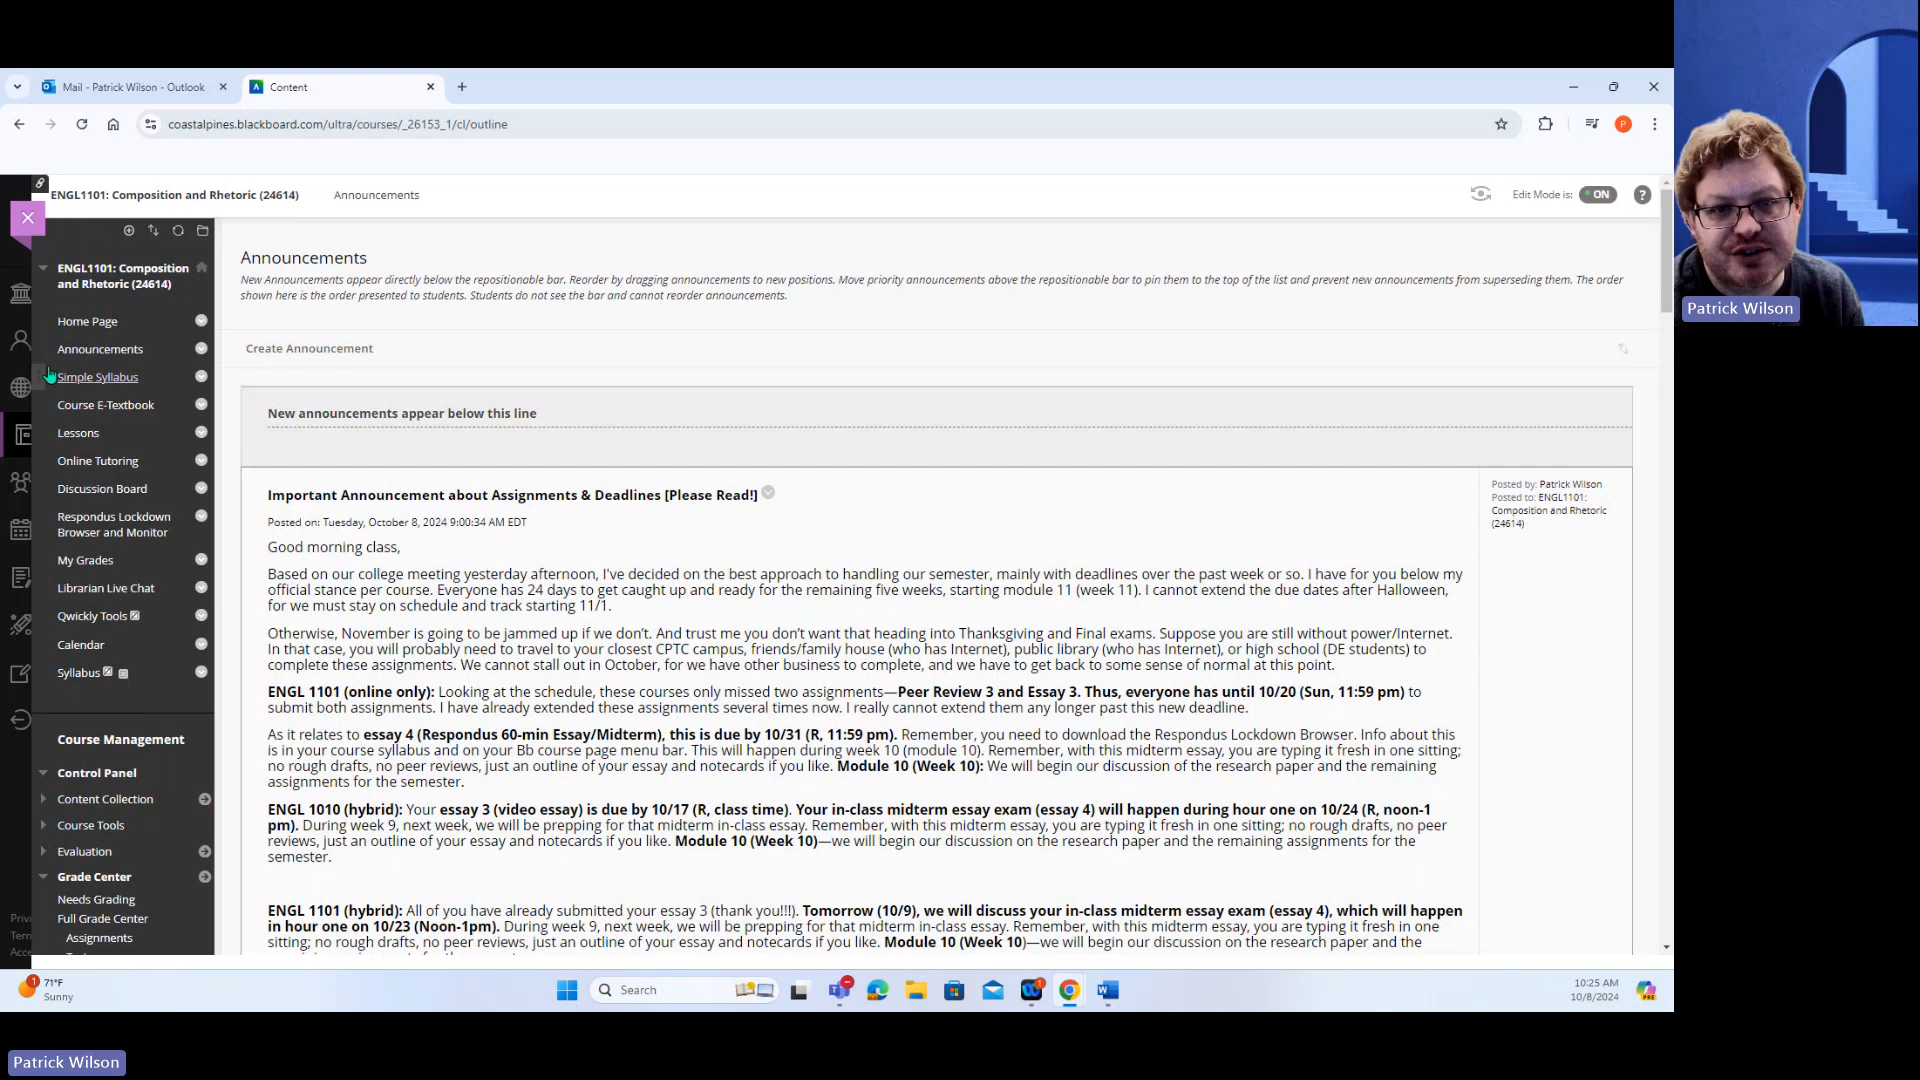 Mail - Patrick Wilson - Outlook
Content
coastalpines.blackboard.com/ultra/courses/_26153_1/cl/outline
P
ENGL1101: Composition and Rhetoric (24614)
Announcements
Edit Mode is:
ON
?
ENGL1101: Composition
and Rhetoric (24614)
Home Page
Announcements
Simple Syllabus
Course E-Textbook
Lessons
Online Tutoring
Discussion Board
Respondus Lockdown
Browser and Monitor
My Grades
Librarian Live Chat
Qwickly Tools
Calendar
Syllabus
Course Management
Control Panel
Content Collection
Course Tools
Evaluation
Grade Center
Needs Grading
Full Grade Center
Assignments
Priv
Term
Acce
Announcements
New Announcements appear directly below the repositionable bar. Reorder by dragging announcements to new positions. Move priority announcements above the repositionable bar to pin them to the top of the list and prevent new announcements from superseding them. The order
shown here is the order presented to students. Students do not see the bar and cannot reorder announcements.
Create Announcement
New announcements appear below this line
Important Announcement about Assignments & Deadlines [Please Read!]
Posted on: Tuesday, October 8, 2024 9:00:34 AM EDT
Posted by: Patrick Wilson
Posted to: ENGL1101:
Composition and Rhetoric
(24614)
Good morning class,
Based on our college meeting yesterday afternoon, I've decided on the best approach to handling our semester, mainly with deadlines over the past week or so. I have for you below my
official stance per course. Everyone has 24 days to get caught up and ready for the remaining five weeks, starting module 11 (week 11). I cannot extend the due dates after Halloween,
for we must stay on schedule and track starting 11/1.
Otherwise, November is going to be jammed up if we don't. And trust me you don't want that heading into Thanksgiving and Final exams. Suppose you are still without power/Internet.
In that case, you will probably need to travel to your closest CPTC campus, friends/family house (who has Internet), public library (who has Internet), or high school (DE students) to
complete these assignments. We cannot stall out in October, for we have other business to complete, and we have to get back to some sense of normal at this point.
ENGL 1101 (online only): Looking at the schedule, these courses only missed two assignments—Peer Review 3 and Essay 3. Thus, everyone has until 10/20 (Sun, 11:59 pm) to
submit both assignments. I have already extended these assignments several times now. I really cannot extend them any longer past this new deadline.
As it relates to essay 4 (Respondus 60-min Essay/Midterm), this is due by 10/31 (R, 11:59 pm). Remember, you need to download the Respondus Lockdown Browser. Info about this
is in your course syllabus and on your Bb course page menu bar. This will happen during week 10 (module 10). Remember, with this midterm essay, you are typing it fresh in one sitting;
no rough drafts, no peer reviews, just an outline of your essay and notecards if you like. Module 10 (Week 10): We will begin our discussion of the research paper and the remaining
assignments for the semester.
ENGL 1010 (hybrid): Your essay 3 (video essay) is due by 10/17 (R, class time). Your in-class midterm essay exam (essay 4) will happen during hour one on 10/24 (R, noon-1
pm). During week 9, next week, we will be prepping for that midterm in-class essay. Remember, with this midterm essay, you are typing it fresh in one sitting; no rough drafts, no peer
reviews, just an outline of your essay and notecards if you like. Module 10 (Week 10)—we will begin our discussion on the research paper and the remaining assignments for the
semester.
ENGL 1101 (hybrid): All of you have already submitted your essay 3 (thank you!!!). Tomorrow (10/9), we will discuss your in-class midterm essay exam (essay 4), which will happen
in hour one on 10/23 (Noon-1pm). During week 9, next week, we will be prepping for that midterm in-class essay. Remember, with this midterm essay, you are typing it fresh in one
sitting; no rough drafts, no peer reviews, just an outline of your essay and notecards if you like. Module 10 (Week 10)—we will begin our discussion on the research paper and the
1
71°F
Sunny
Search
1
10:25 AM
10/8/2024
PRE
Patrick Wilson
Patrick Wilson